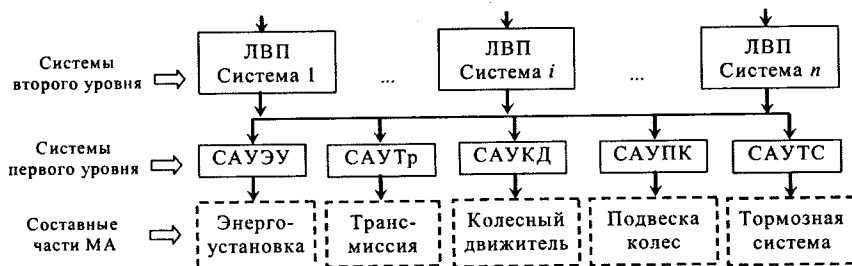 Системы
второго уровня
ЛВП
Система 1
...
ЛВП
Система i
...
ЛВП
Система n
Системы
первого уровня
САУЭУ
САУТр
САУКД
САУПК
САУТС
Составные
части МА
Энерго-
установка
Транс-
миссия
Колесный
движитель
Подвеска
колес
Тормозная
система